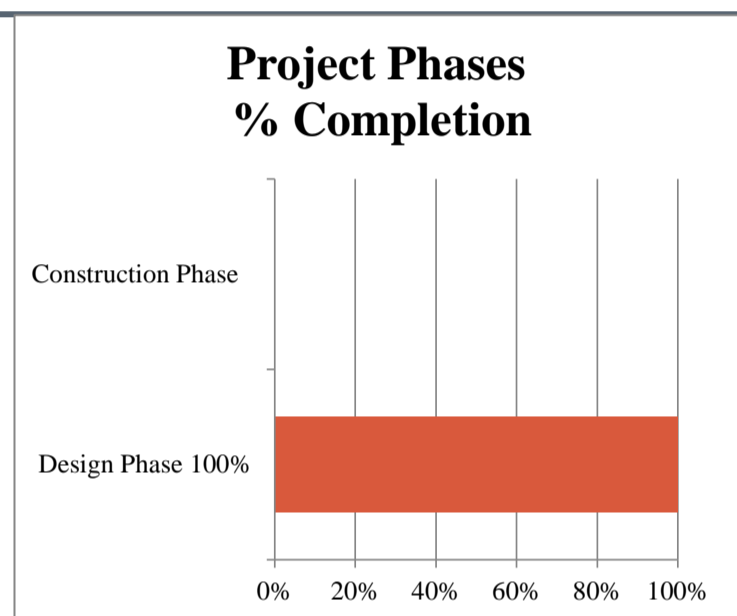 Project Phases
% Completion
Construction Phase
Design Phase 100%
0% 20% 40% 60% 80% 100%